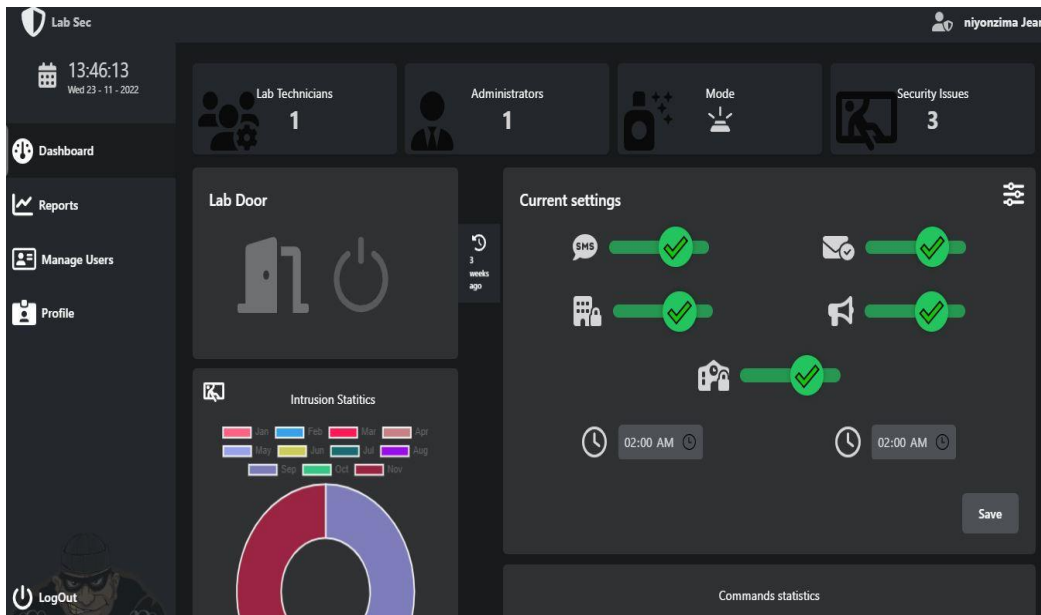 Lab Sec
niyonzima Jean
13:46:13
Wed 23 - 11 - 2022
Lab Technicians
1
Administrators
1
Mode
Security Issues
3
Dashboard
Reports
Manage Users
Profile
LogOut
Lab Door
3
weeks
ago
Current settings
SMS
02:00 AM
02:00 AM
Save
Intrusion Statitics
Jan Feb Mar Apr
May Jun Jul Aug
Sep Oct Nov
Commands statistics